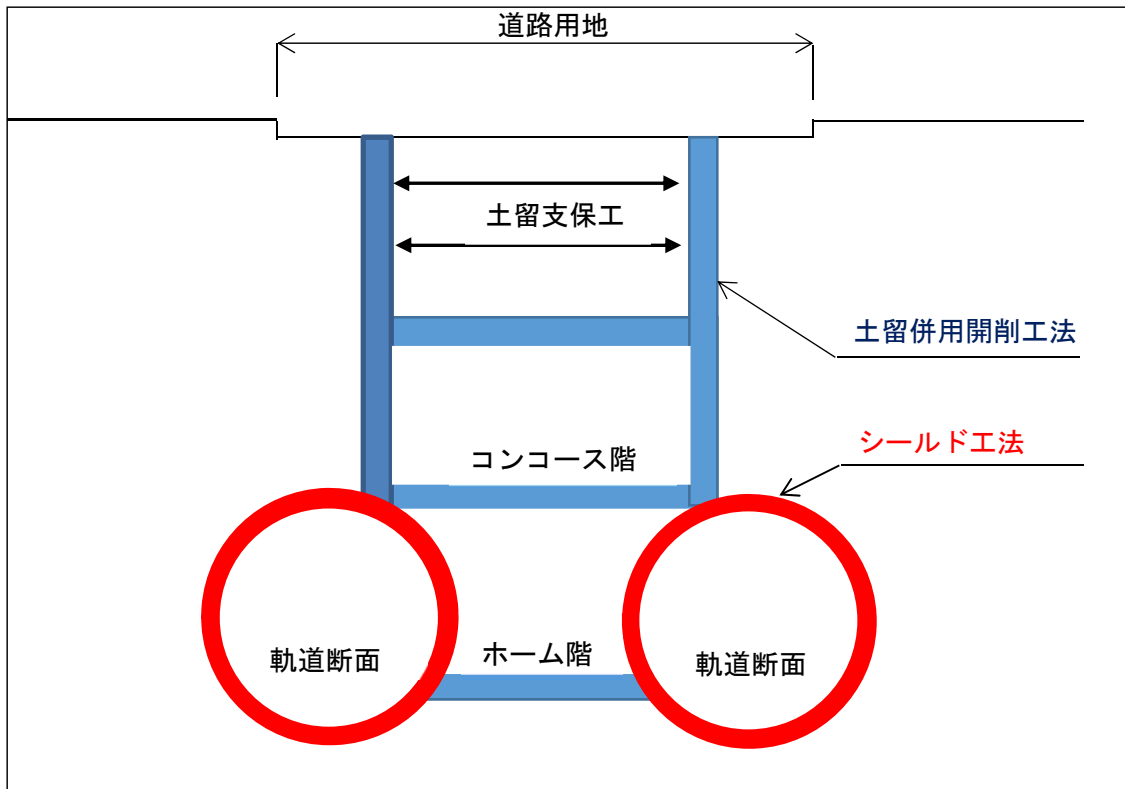 道路用地
土留支保工
土留併用開削工法
シールド工法
コンコース階
ホーム階
軌道断面
軌道断面